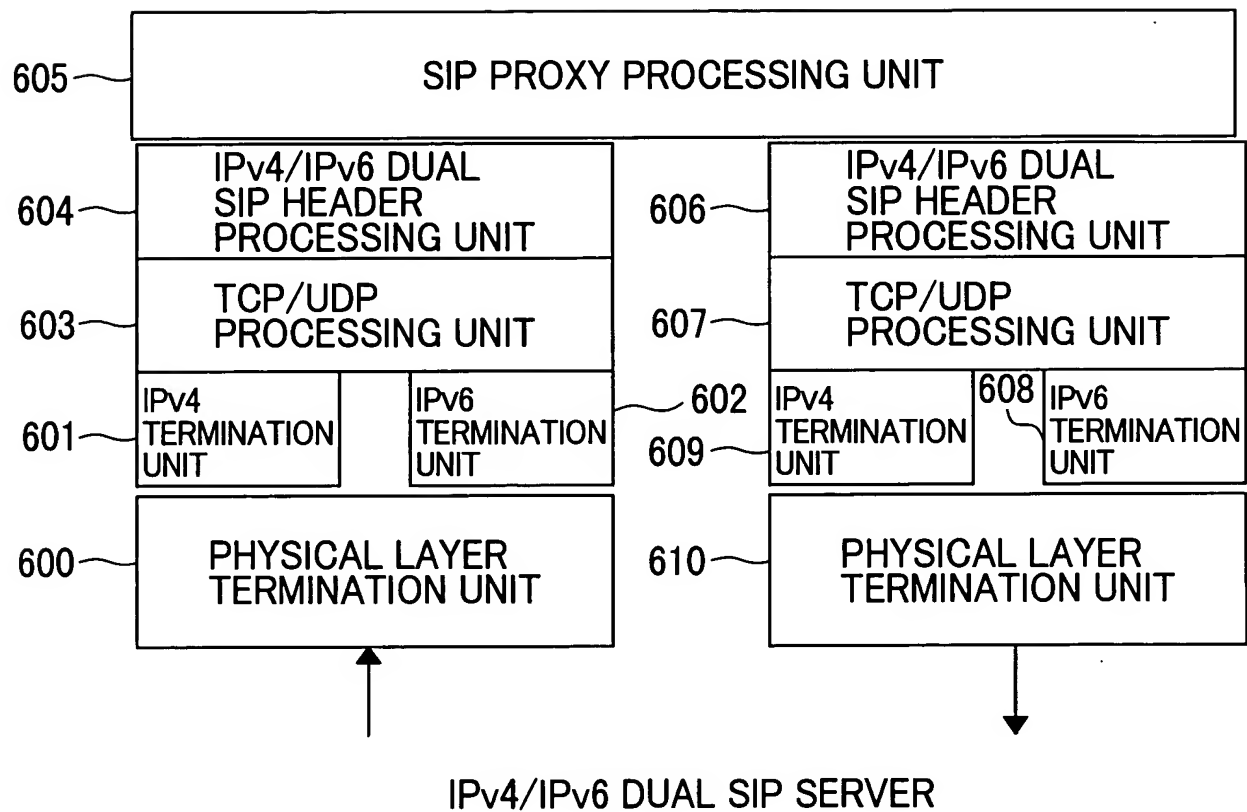 605
SIP PROXY PROCESSING UNIT
604
IPv4/IPv6 DUAL
SIP HEADER
PROCESSING UNIT
606
IPv4/IPv6 DUAL
SIP HEADER
PROCESSING UNIT
603
TCP/UDP
PROCESSING UNIT
607
TCP/UDP
PROCESSING UNIT
601
IPv4
TERMINATION
UNIT
IPv6
TERMINATION
UNIT
602
609
IPv4
TERMINATION
UNIT
608
IPv6
TERMINATION
UNIT
600
PHYSICAL LAYER
TERMINATION UNIT
610
PHYSICAL LAYER
TERMINATION UNIT
IPv4/IPv6 DUAL SIP SERVER